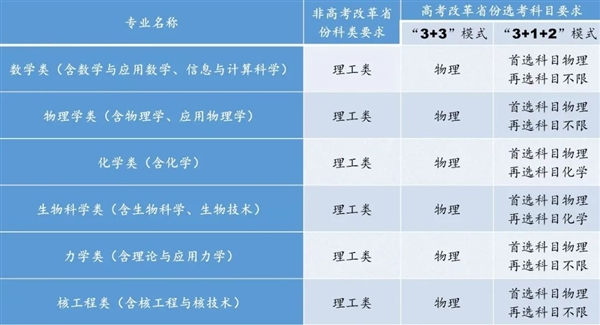 专业名称
非高考改革省
份科类要求
高考改革省份选考科目要求
“3+3”模式
“3+1+2”模式
数学类（含数学与应用数学、信息与计算科学）
理工类
物理
首选科目物理
再选科目不限
物理学类（含物理学、应用物理学）
理工类
物理
首选科目物理
再选科目不限
化学类（含化学）
理工类
物理
首选科目物理
再选科目化学
生物科学类（含生物科学、生物技术）
理工类
物理
首选科目物理
再选科目化学
力学类（含理论与应用力学）
理工类
物理
首选科目物理
再选科目不限
核工程类（含核工程与核技术）
理工类
物理
首选科目物理
再选科目不限